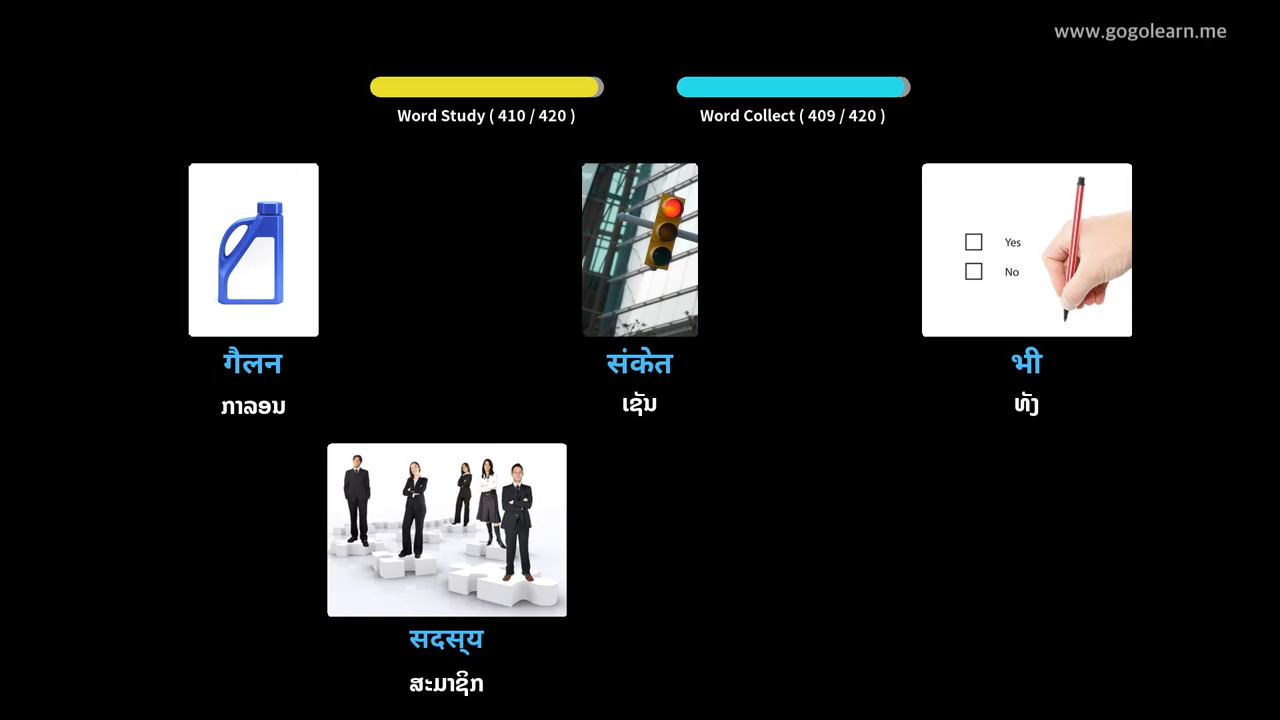 www.gogolearn.me
Word Study ( 410 / 420 )
Word Collect ( 409 / 420 )
Yes
No
गैलन
संकेत
भी
ກາລອນ
ເຊັນ
ທັງ
सदस्य
ສະມາຊິກ